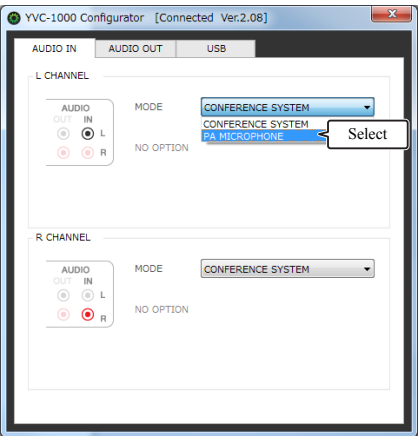 YVC-1000 Configurator [Connected Ver.2.08]
AUDIO IN AUDIO OUT USB
L CHANNEL
AUDIO
OUT IN
L
R
MODE CONFERENCE SYSTEM
CONFERENCE SYSTEM
PA MICROPHONE
Select
NO OPTION
R CHANNEL
AUDIO
OUT IN
L
R
MODE CONFERENCE SYSTEM
NO OPTION